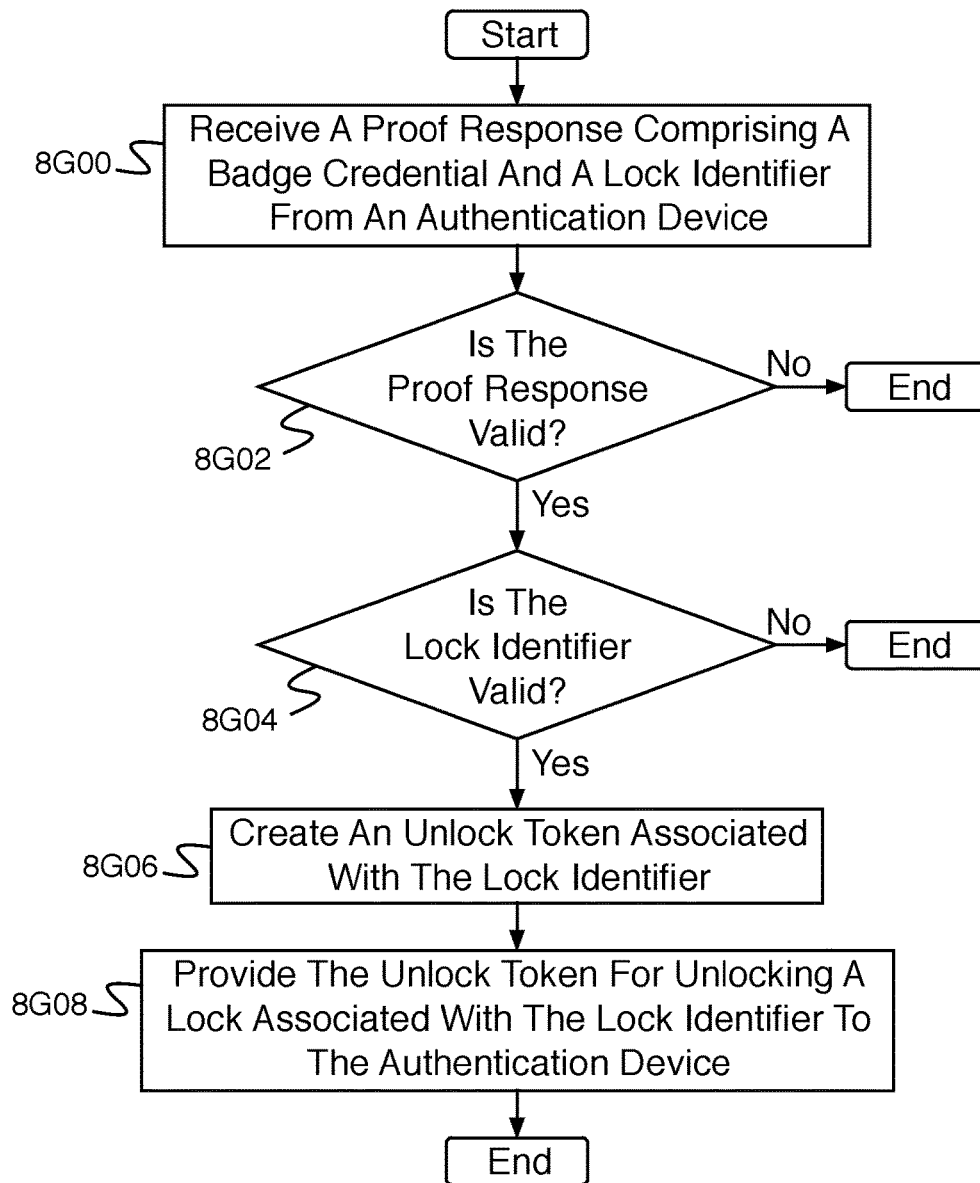 Start
8G00
Receive A Proof Response Comprising A
Badge Credential And A Lock Identifier
From An Authentication Device
Is The
Proof Response
Valid?
8G02
No
End
Yes
Is The
Lock Identifier
Valid?
8G04
No
End
Yes
8G06
Create An Unlock Token Associated
With The Lock Identifier
8G08
Provide The Unlock Token For Unlocking A
Lock Associated With The Lock Identifier To
The Authentication Device
End